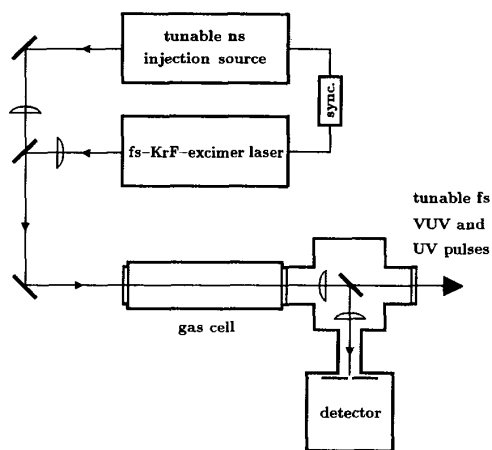 tunable ns
injection source
sync.
fs-KrF-excimer laser
tunable fs
VUV and
UV pulses
gas cell
detector